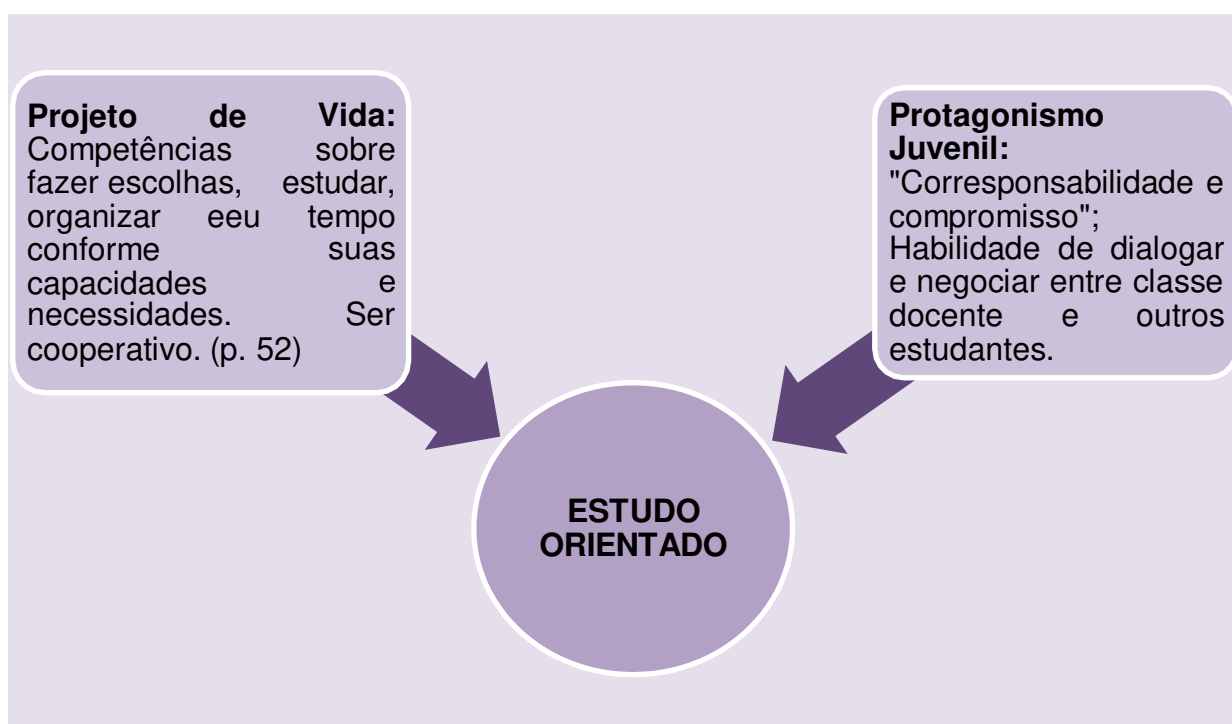 Projeto de Vida:
Competências sobre
fazer escolhas, estudar,
organizar eeu tempo
conforme suas
capacidades e
necessidades. Ser
cooperativo. (p. 52)
Protagonismo
Juvenil:
"Corresponsabilidade e
compromisso";
Habilidade de dialogar
e negociar entre classe
docente e outros
estudantes.
ESTUDO
ORIENTADO